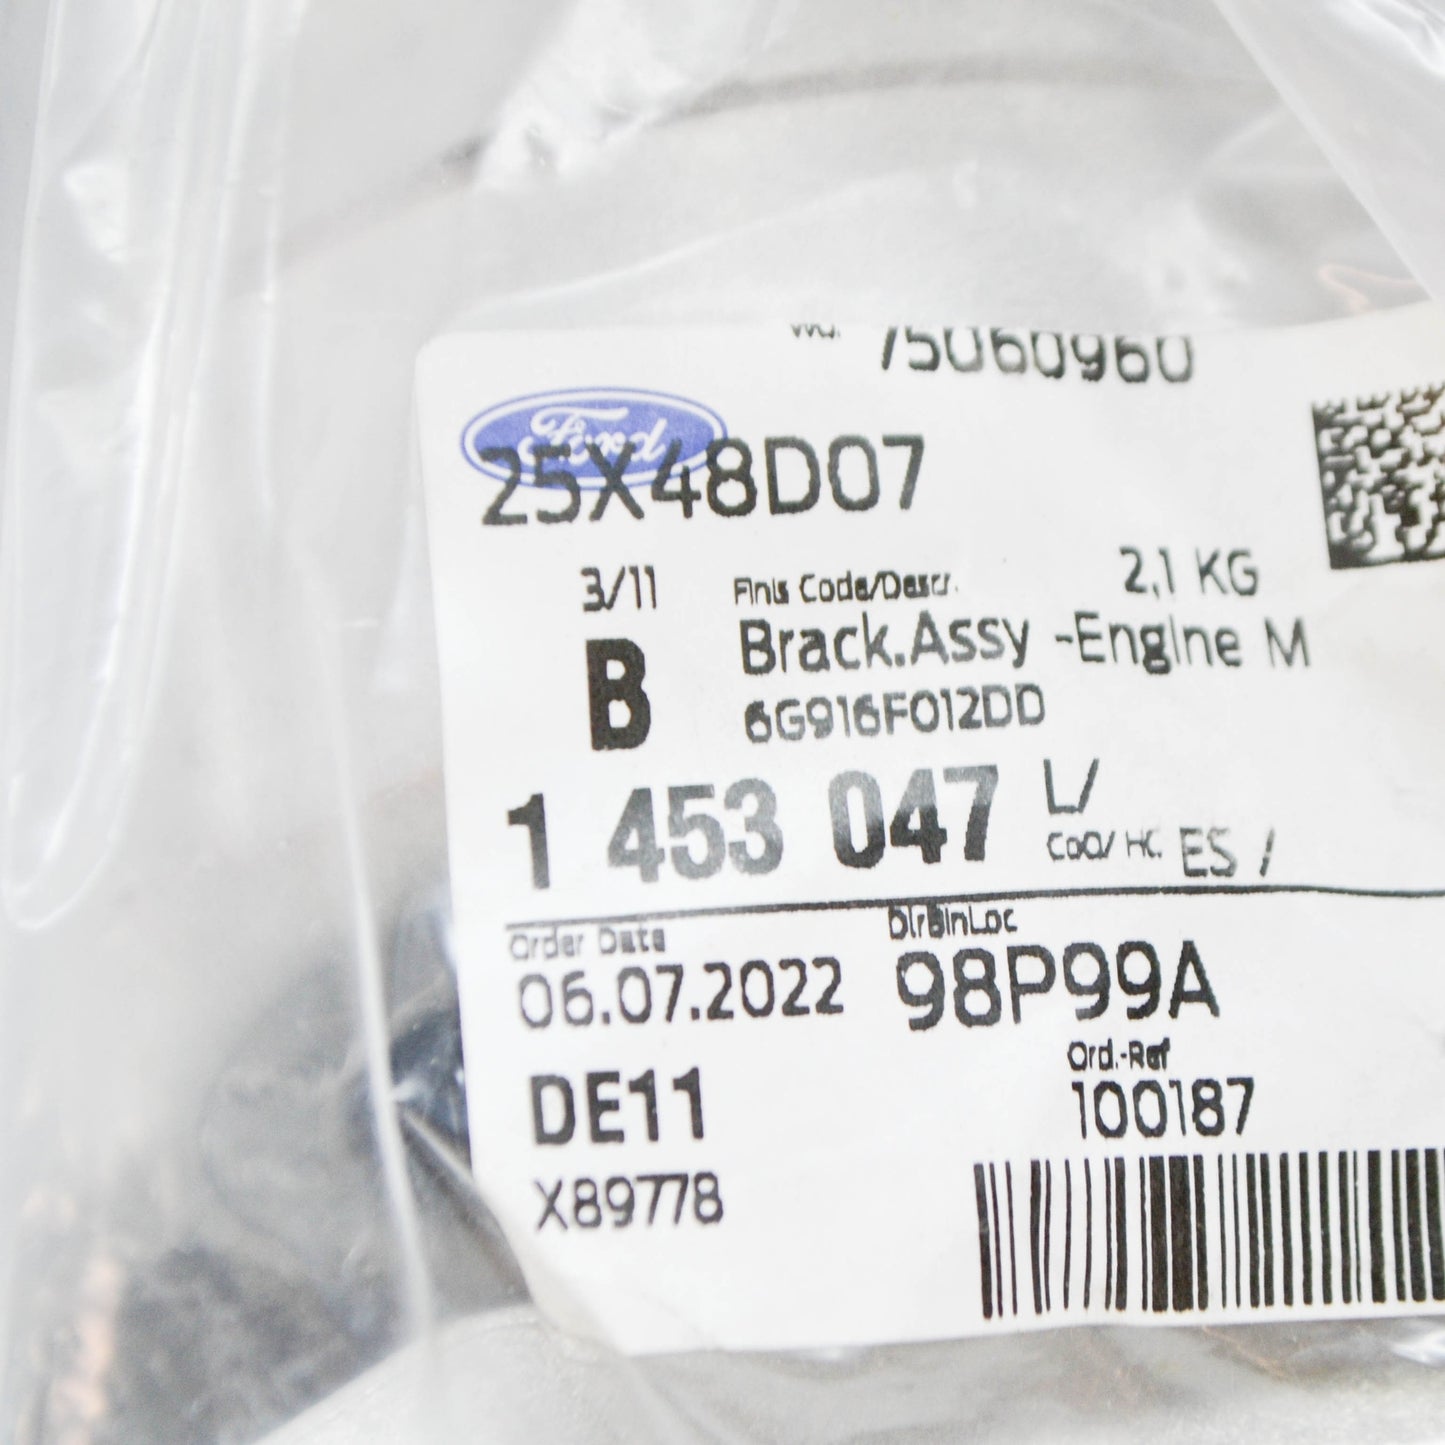 75060960
Ford
25X48D07
3/11 Finis Code/Descr. 2,1 KG
B Brack.Assy -Engine M
6G916F012DD
1 453 047 L/
CoO/ HC. ES /
Order Date DlrBinLoc
06.07.2022 98P99A
Ord.-Ref
DE11 100187
X89778